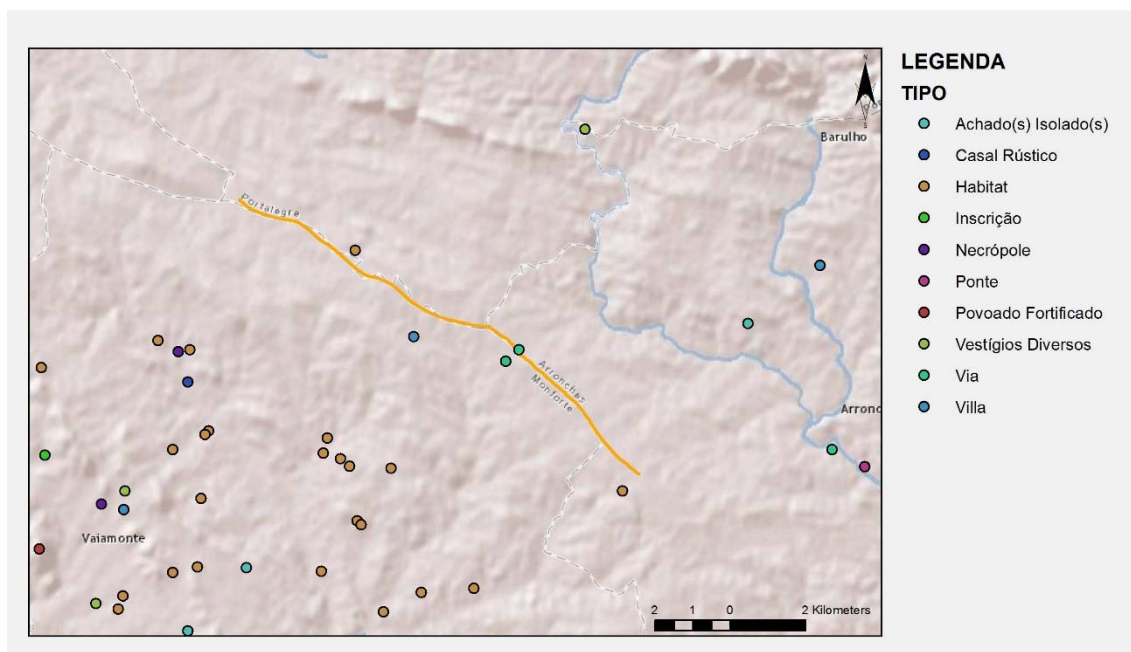 LEGENDA
TIPO
Achado(s) Isolado(s)
Casal Rústico
Habitat
Inscrição
Necrópole
Ponte
Povoado Fortificado
Vestígios Diversos
Via
Villa
N
S
Barulho
Portalegre
Arronches
Monforte
Arronc
Vaiamonte
2 1 0 2 Kilometers